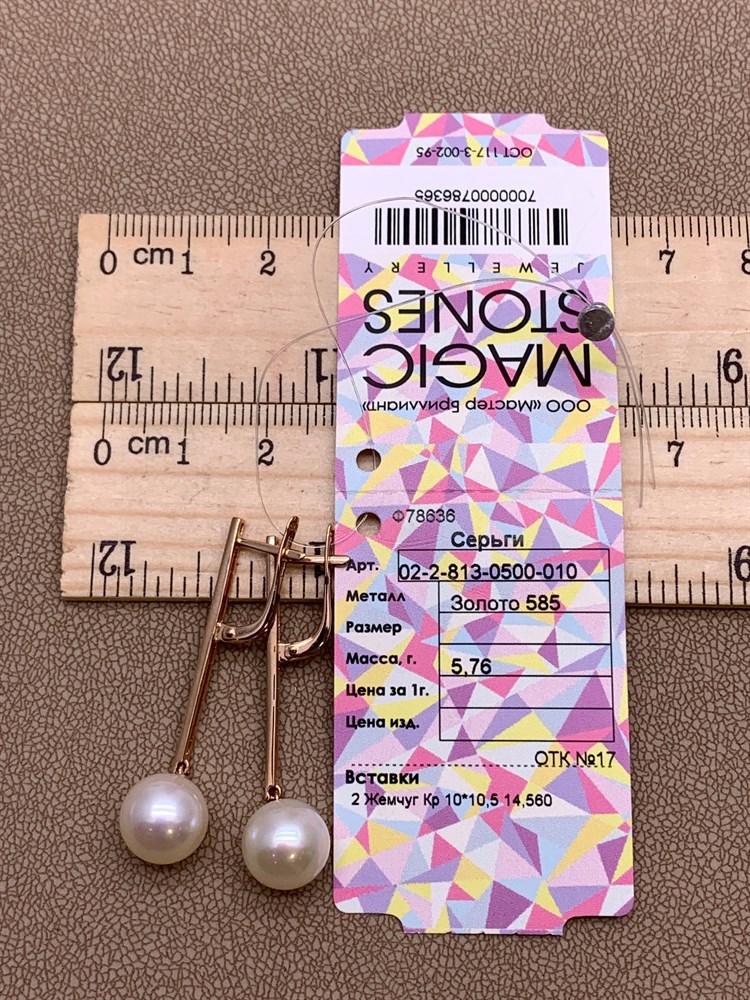 ОСТ 117-3-002-95
7000000786365
JEWELLERY
MAGIC
STONES
ООО «Мастер Бриллиант»
Ф78636
Серьги
Арт. 02-2-813-0500-010
Металл Золото 585
Размер
Масса, г. 5,76
Цена за 1г.
Цена изд.
ОТК №17
Вставки
2 Жемчуг Кр 10*10,5 14,560
0 cm 1 2 7 8
12 11 6
0 cm 1 2 7
12 6